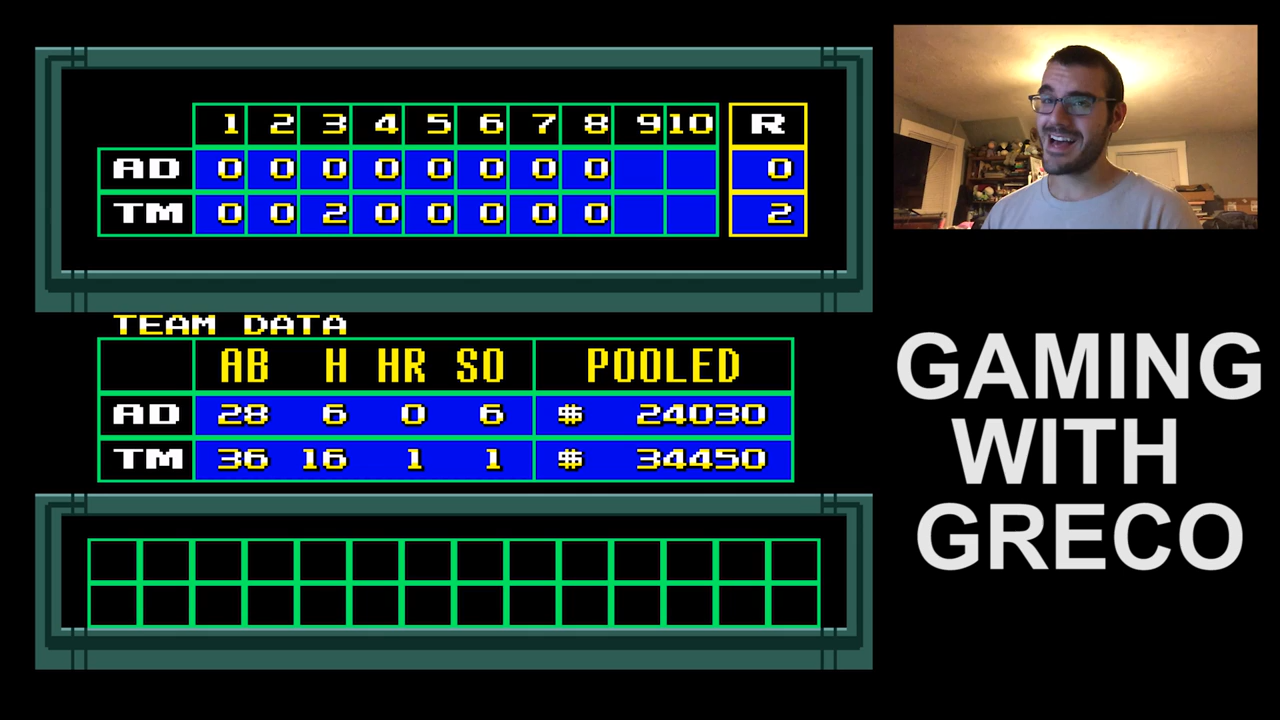 1 2 3 4 5 6 7 8 9 10 R
AD 0 0 0 0 0 0 0 0 0
TM 0 0 2 0 0 0 0 0 2
TEAM DATA
AB H HR SO POOLED
AD 28 6 0 6 $ 24030
TM 36 16 1 1 $ 34450
GAMING
WITH
GRECO